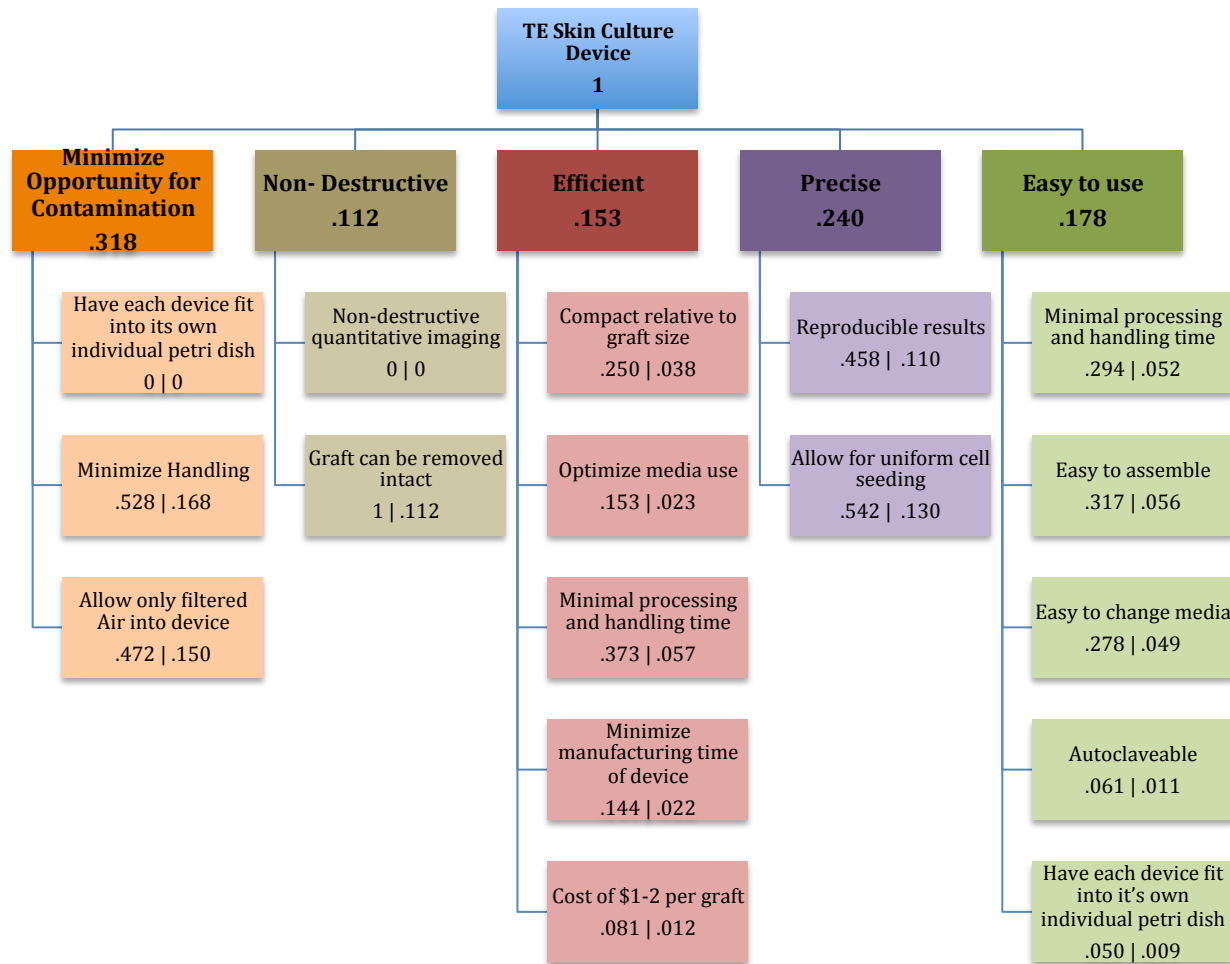 TE Skin Culture
Device
1
Minimize
Opportunity for
Contamination
.318
Have each device fit
into its own
individual petri dish
0 | 0
Minimize Handling
.528 | .168
Allow only filtered
Air into device
.472 | .150
Non- Destructive
.112
Non-destructive
quantitative imaging
0 | 0
Graft can be removed
intact
1 | .112
Efficient
.153
Compact relative to
graft size
.250 | .038
Optimize media use
.153 | .023
Minimal processing
and handling time
.373 | .057
Minimize
manufacturing time
of device
.144 | .022
Cost of $1-2 per graft
.081 | .012
Precise
.240
Reproducible results
.458 | .110
Allow for uniform cell
seeding
.542 | .130
Easy to use
.178
Minimal processing
and handling time
.294 | .052
Easy to assemble
.317 | .056
Easy to change media
.278 | .049
Autoclaveable
.061 | .011
Have each device fit
into it’s own
individual petri dish
.050 | .009